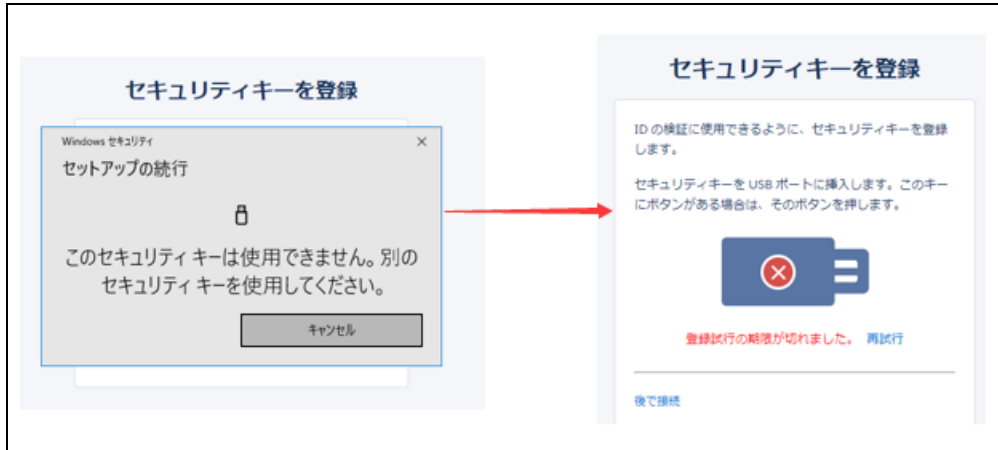 セキュリティキーを登録
Windows セキュリティ
セットアップの続行
このセキュリティ キーは使用できません。別の
セキュリティ キーを使用してください。
キャンセル
セキュリティキーを登録
ID の検証に使用できるように、セキュリティキーを登録
します。
セキュリティキーを USB ポートに挿入します。このキー
にボタンがある場合は、そのボタンを押します。
登録試行の期限が切れました。 再試行
後で接続